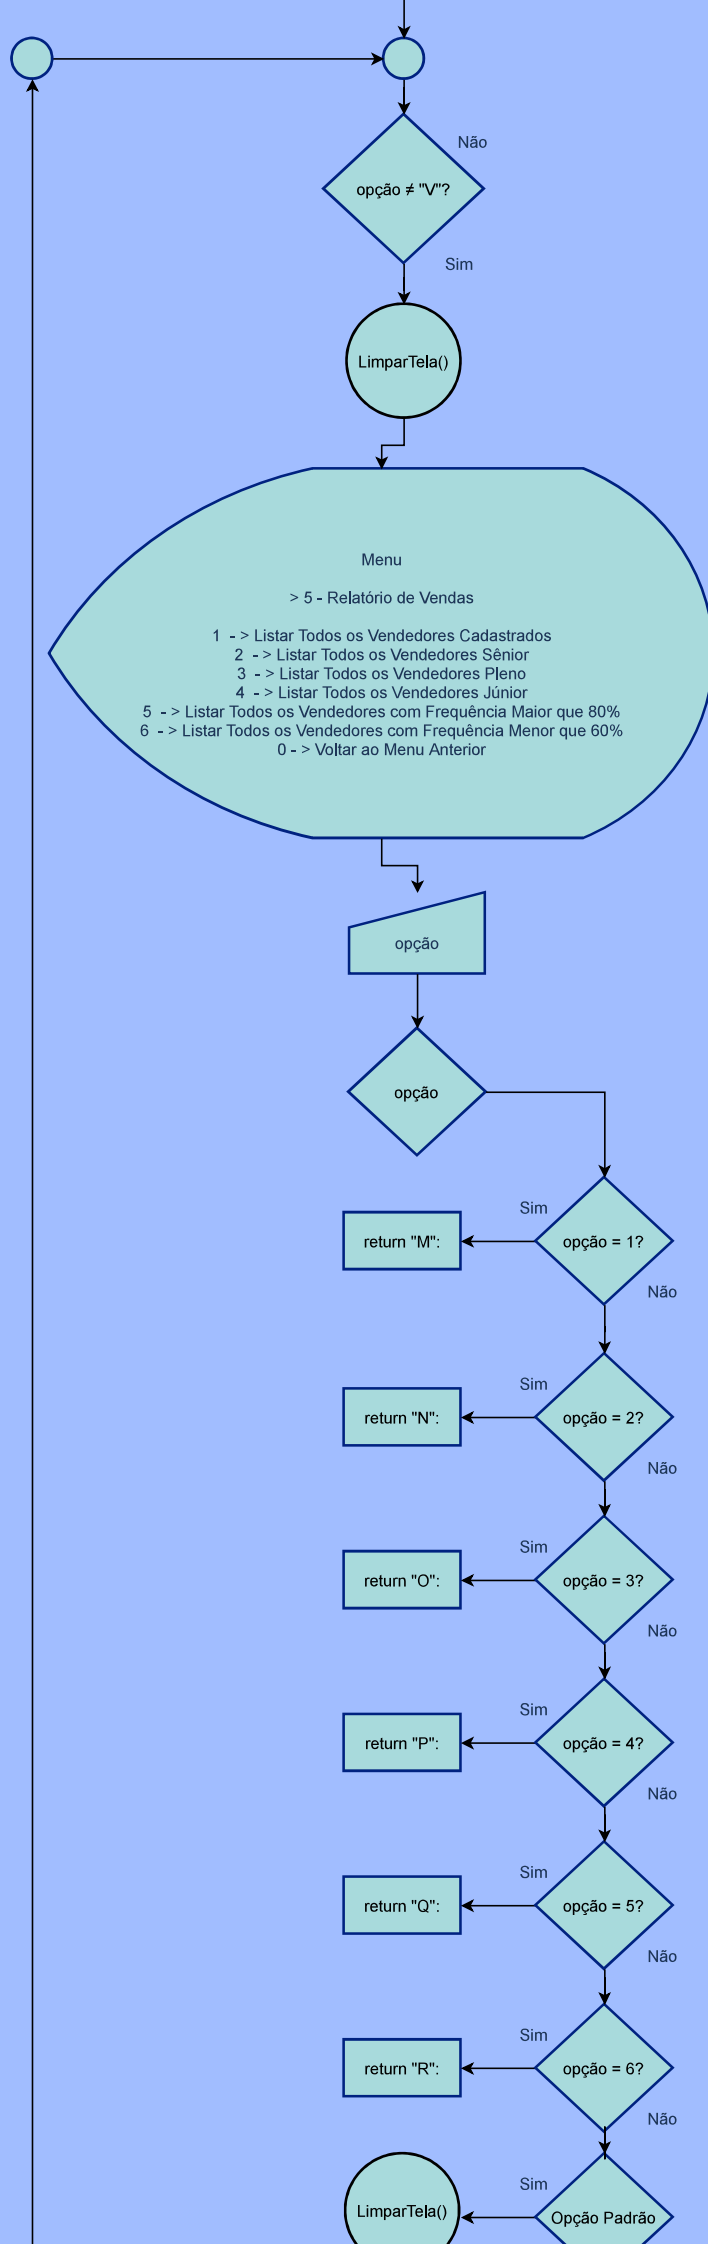 Não
opção ≠ "V"?
Sim
LimparTela()
Menu
> 5 - Relatório de Vendas
1 - > Listar Todos os Vendedores Cadastrados
2 - > Listar Todos os Vendedores Sênior
3 - > Listar Todos os Vendedores Pleno
4 - > Listar Todos os Vendedores Júnior
5 - > Listar Todos os Vendedores com Frequência Maior que 80%
6 - > Listar Todos os Vendedores com Frequência Menor que 60%
0 - > Voltar ao Menu Anterior
opção
opção
Sim
return "M":
opção = 1?
Não
Sim
return "N":
opção = 2?
Não
Sim
return "O":
opção = 3?
Não
Sim
return "P":
opção = 4?
Não
Sim
return "Q":
opção = 5?
Não
Sim
return "R":
opção = 6?
Não
Sim
LimparTela()
Opção Padrão